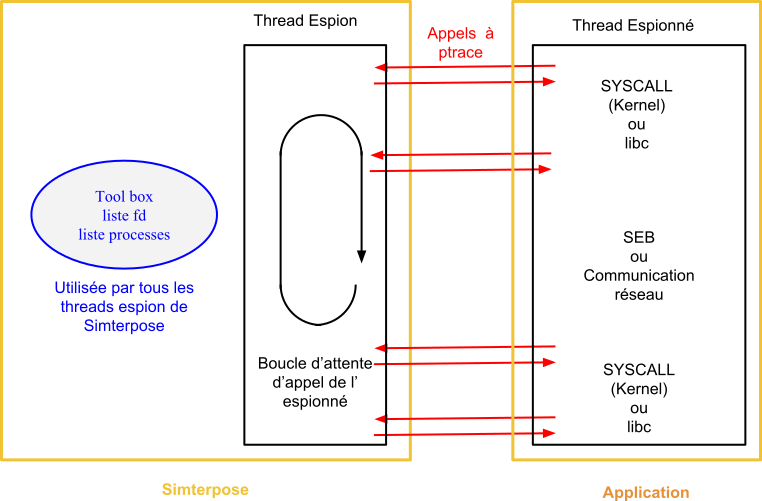 Thread Espion
Appels à
ptrace
Thread Espionné
SYSCALL
(Kernel)
ou
libc
Tool box
liste fd
liste processes
Utilisée par tous les
threads espion de
Simterpose
SEB
ou
Communication
réseau
Boucle d’attente
d’appel de l’
espionné
SYSCALL
(Kernel)
ou
libc
Simterpose
Application